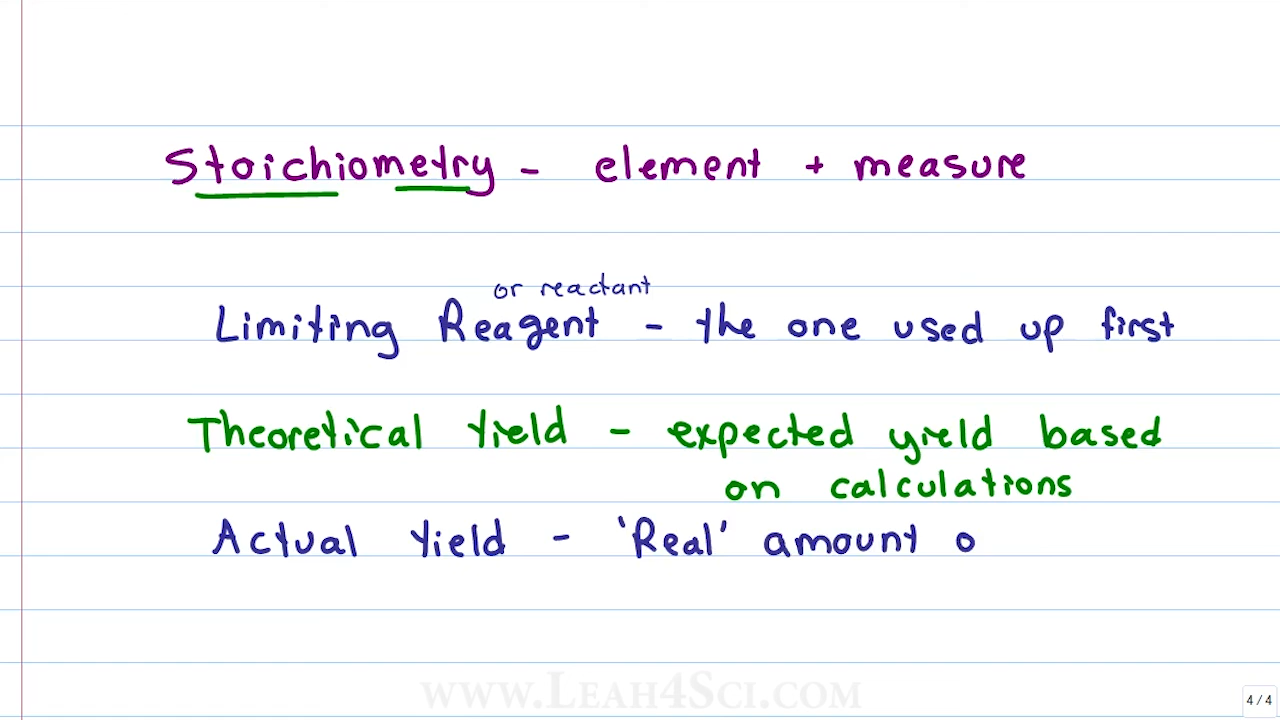 Stoichiometry - element + measure
or reactant
Limiting Reagent - the one used up first
Theoretical Yield - expected yield based
on calculations
Actual Yield - 'Real' amount o
www.Leah4Sci.com
4/4